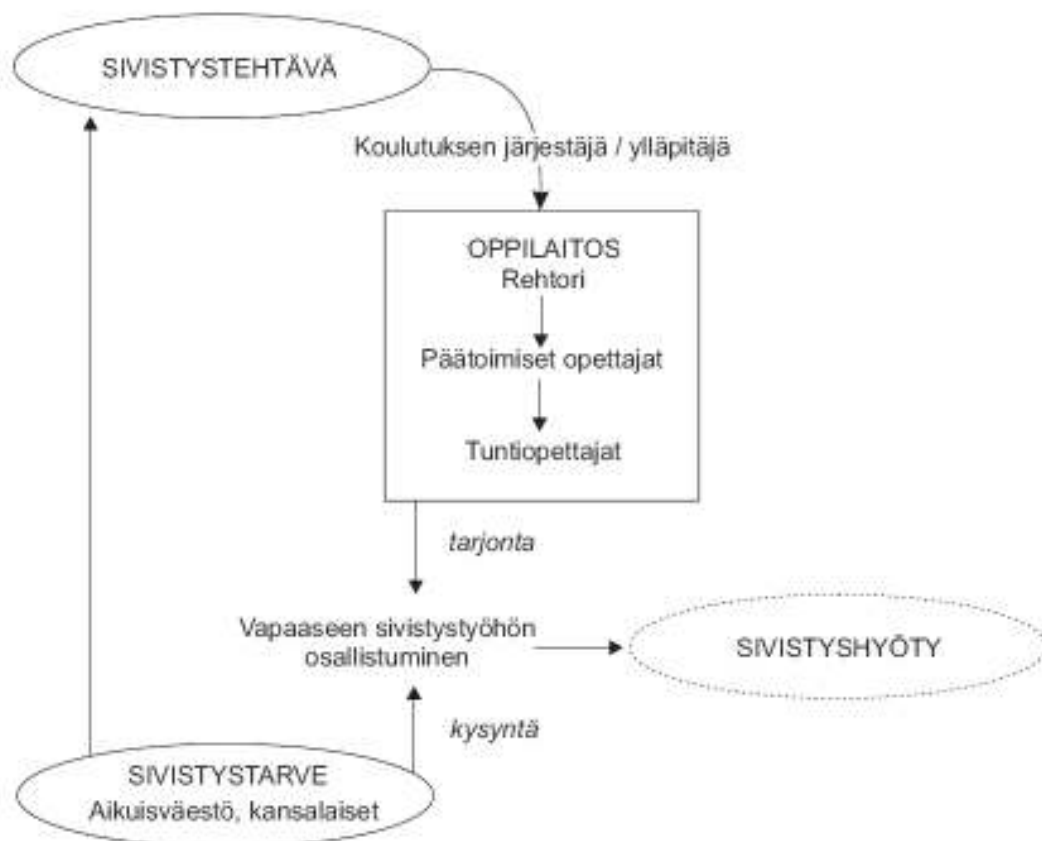 SIVISTYSTEHTÄVÄ
Koulutuksen järjestäjä / ylläpitäjä
OPPILAITOS
Rehtori
Päätoimiset opettajat
Tuntiopettajat
tarjonta
Vapaaseen sivistystyöhön
osallistuminen
SIVISTYSHYÖTY
kysyntä
SIVISTYSTARVE
Aikuisväestö, kansalaiset